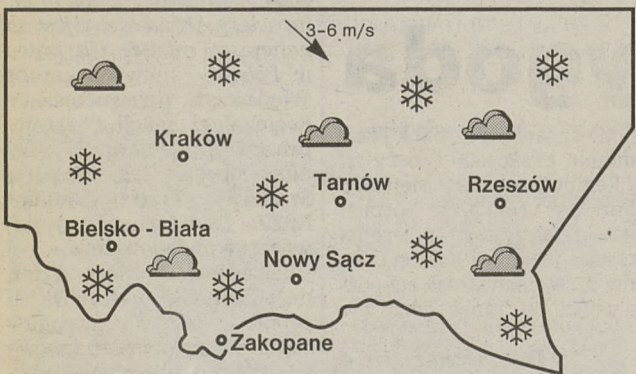 3-6 m/s
Kraków
Tarnów
Rzeszów
Bielsko - Biała
Nowy Sącz
Zakopane